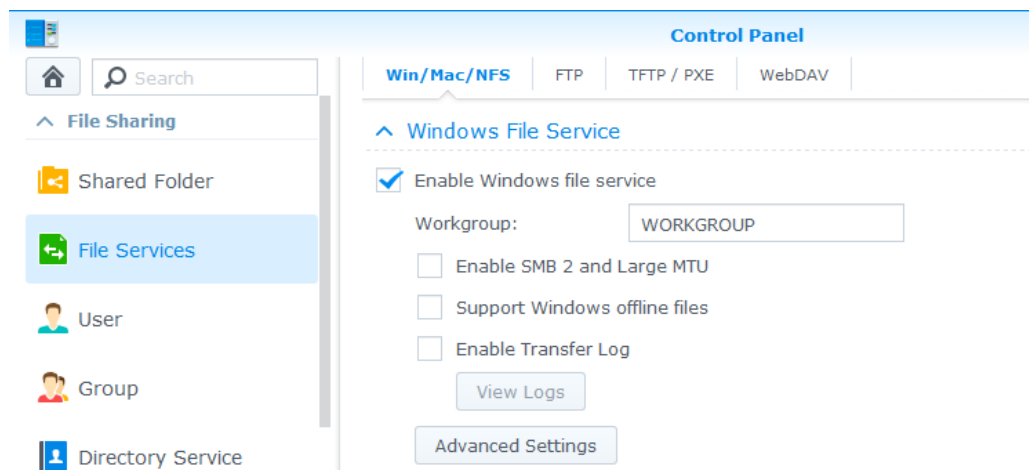 Control Panel
Search
File Sharing
Shared Folder
File Services
User
Group
Directory Service
Win/Mac/NFS FTP TFTP / PXE WebDAV
Windows File Service
Enable Windows file service
Workgroup: WORKGROUP
Enable SMB 2 and Large MTU
Support Windows offline files
Enable Transfer Log
View Logs
Advanced Settings